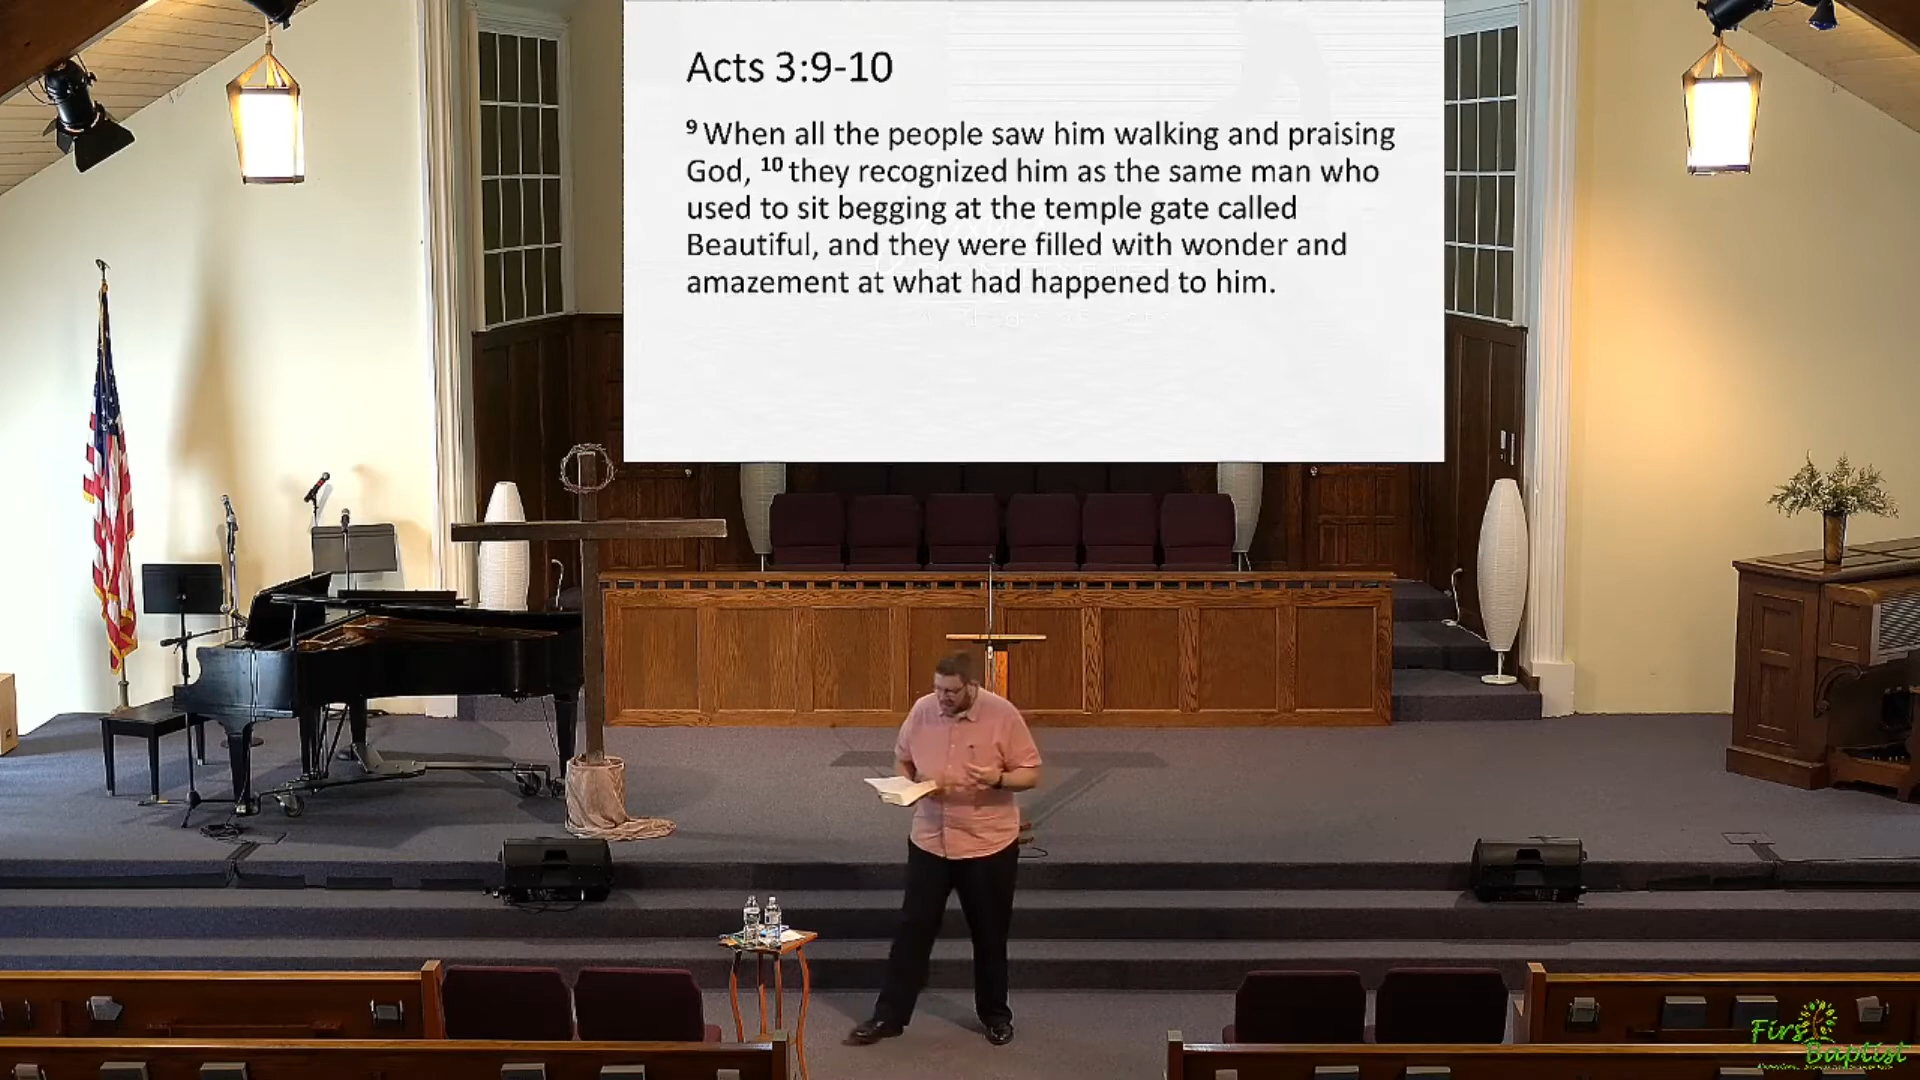 Acts 3:9-10
9 When all the people saw him walking and praising
God, 10 they recognized him as the same man who
used to sit begging at the temple gate called
Beautiful, and they were filled with wonder and
amazement at what had happened to him.
First
Baptist